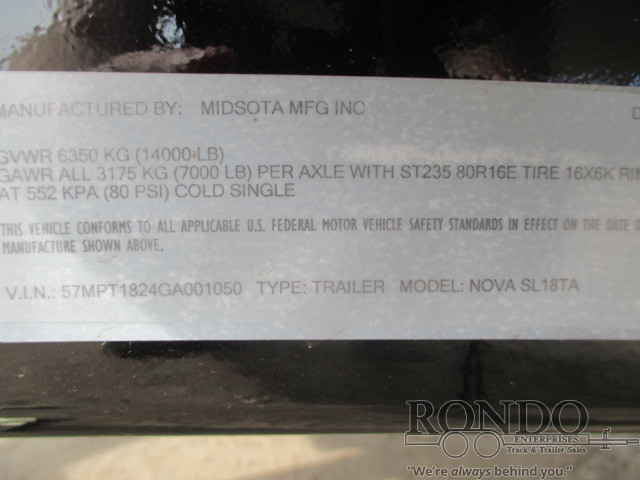 MANUFACTURED BY: MIDSOTA MFG INC D
GVWR 6350 KG (14000 LB)
GAWR ALL 3175 KG (7000 LB) PER AXLE WITH ST235 80R16E TIRE 16X6K RIM
AT 552 KPA (80 PSI) COLD SINGLE
THIS VEHICLE CONFORMS TO ALL APPLICABLE U.S. FEDERAL MOTOR VEHICLE SAFETY STANDARDS IN EFFECT ON THE DATE O
MANUFACTURE SHOWN ABOVE.
V.I.N.: 57MPT1824GA001050 TYPE: TRAILER MODEL: NOVA SL18TA
RONDO
ENTERPRISES
Truck & Trailer Sales
"We're always behind you."